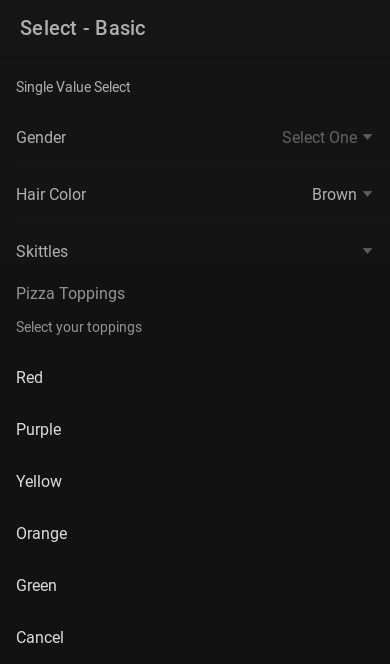 Select - Basic
Single Value Select
Gender Select One
Hair Color Brown
Skittles
Pizza Toppings
Select your toppings
Red
Purple
Yellow
Orange
Green
Cancel